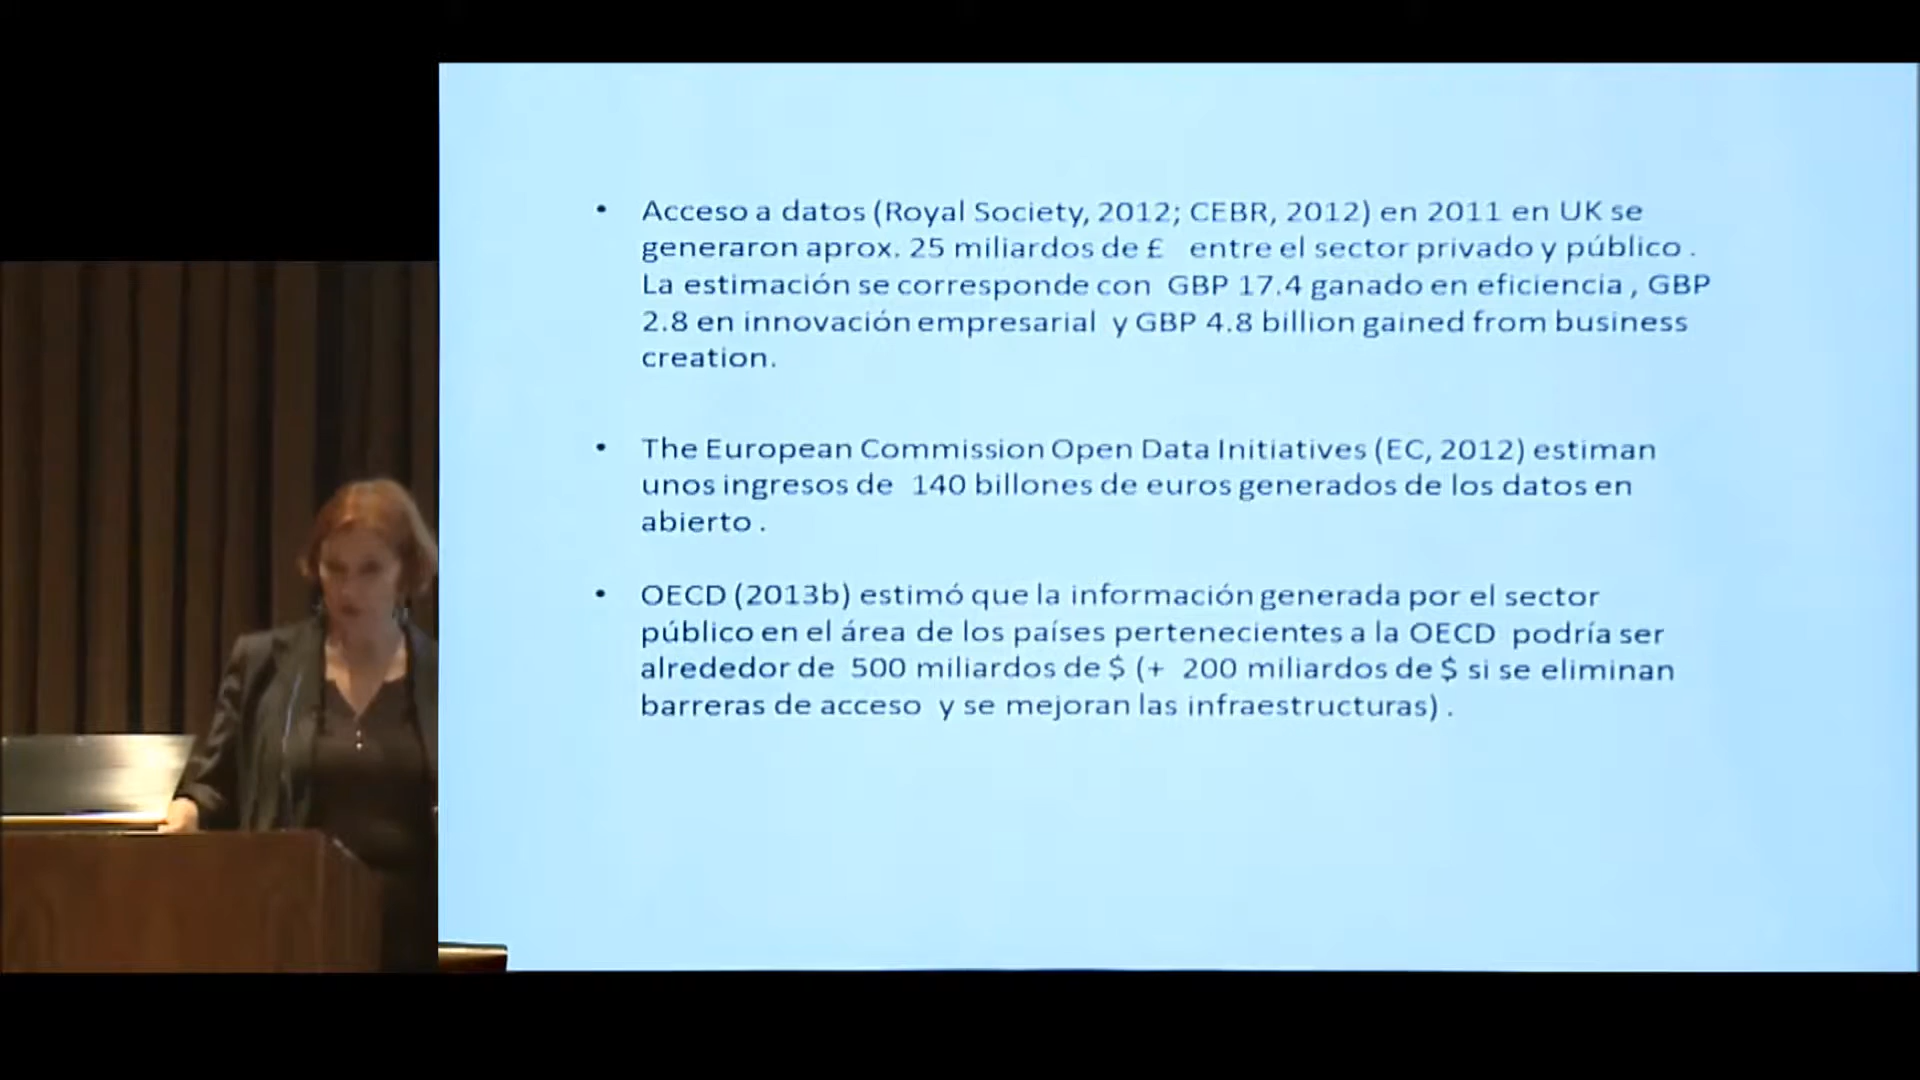 • Acceso a datos (Royal Society, 2012; CEBR, 2012) en 2011 en UK se
generaron aprox. 25 miliardos de £ entre el sector privado y público .
La estimación se corresponde con GBP 17.4 ganado en eficiencia , GBP
2.8 en innovación empresarial y GBP 4.8 billion gained from business
creation.
• The European Commission Open Data Initiatives (EC, 2012) estiman
unos ingresos de 140 billones de euros generados de los datos en
abierto .
• OECD (2013b) estimó que la información generada por el sector
público en el área de los países pertenecientes a la OECD podría ser
alrededor de 500 miliardos de $ (+ 200 miliardos de $ si se eliminan
barreras de acceso y se mejoran las infraestructuras) .